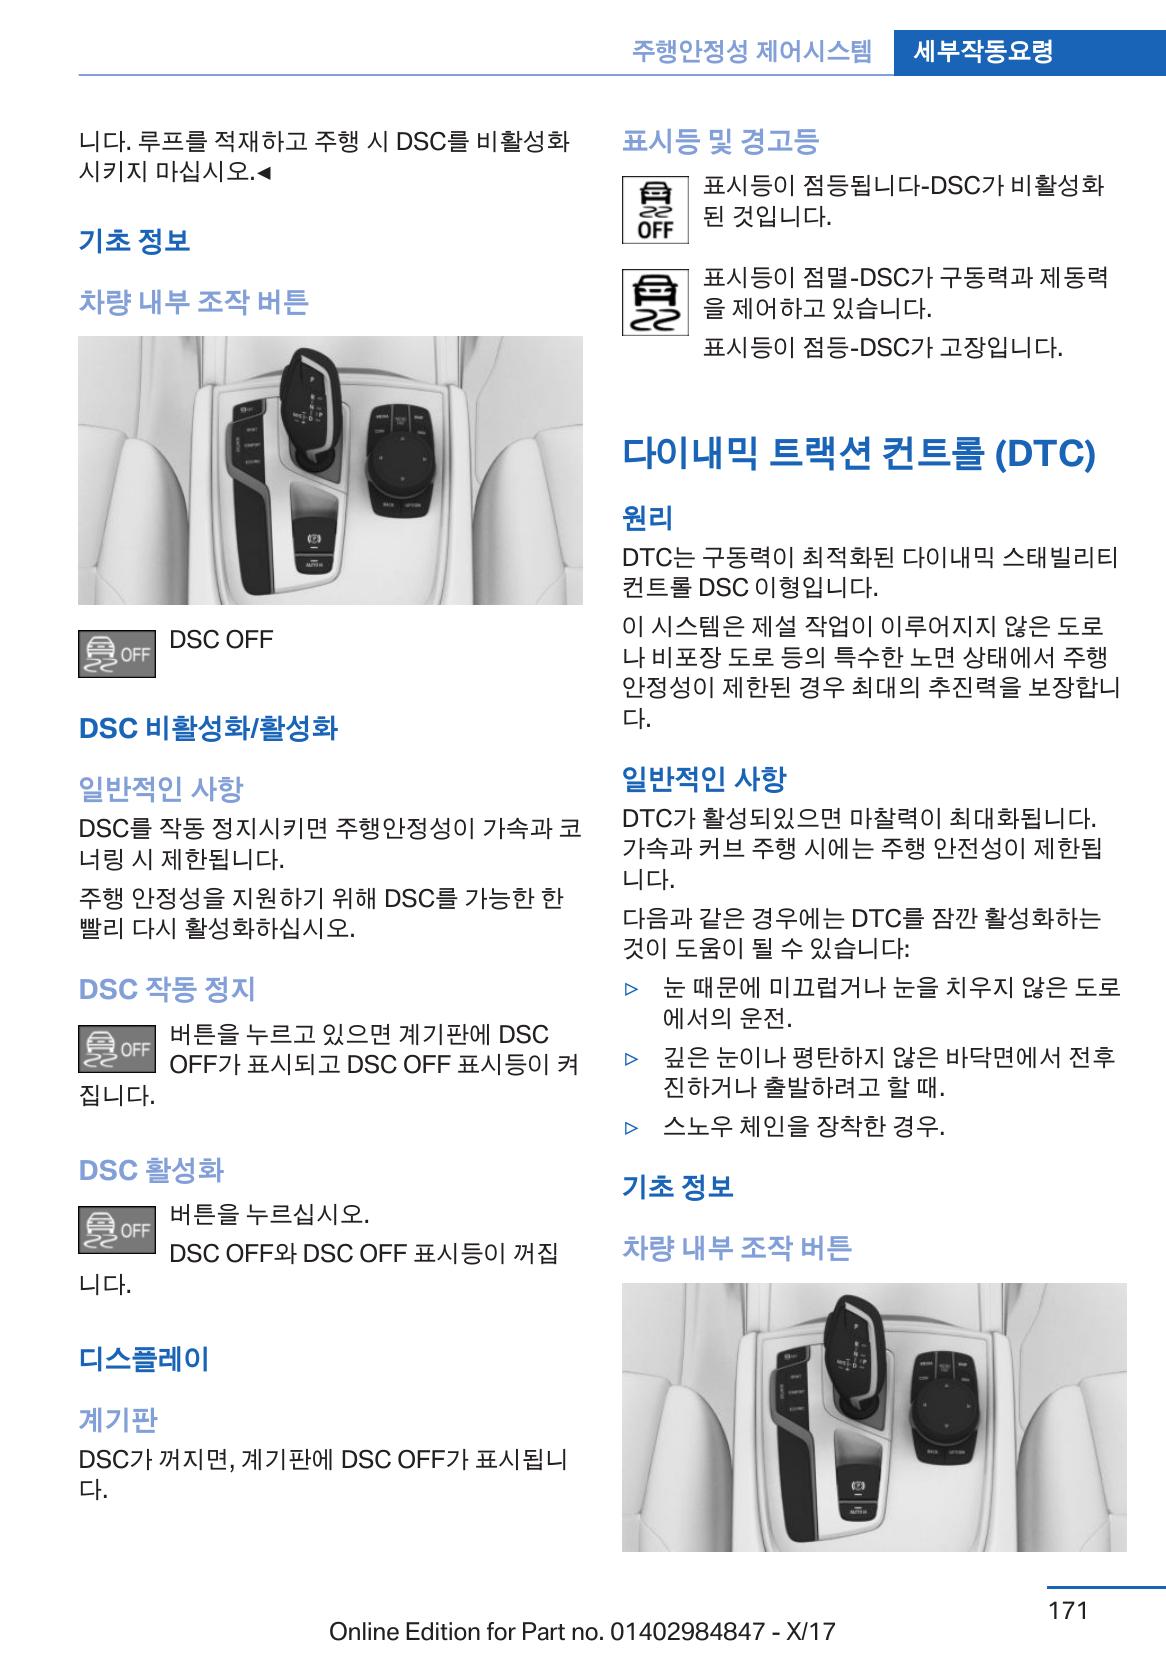 주행안정성 제어시스템 세부작동요령
니다. 루프를 적재하고 주행 시 DSC를 비활성화
시키지 마십시오.◄
기초 정보
차량 내부 조작 버튼
OFF DSC OFF
DSC 비활성화/활성화
일반적인 사항
DSC를 작동 정지시키면 주행안정성이 가속과 코
너링 시 제한됩니다.
주행 안정성을 지원하기 위해 DSC를 가능한 한
빨리 다시 활성화하십시오.
DSC 작동 정지
버튼을 누르고 있으면 계기판에 DSC
OFF OFF가 표시되고 DSC OFF 표시등이 켜
집니다.
DSC 활성화
버튼을 누르십시오.
OFF
DSC OFF와 DSC OFF 표시등이 꺼집
니다.
디스플레이
계기판
DSC가 꺼지면, 계기판에 DSC OFF가 표시됩니
다.
표시등 및 경고등
표시등이 점등됩니다-DSC가 비활성화
된 것입니다.
OFF
표시등이 점멸-DSC가 구동력과 제동력
을 제어하고 있습니다.
표시등이 점등-DSC가 고장입니다.
다이내믹 트랙션 컨트롤 (DTC)
원리
DTC는 구동력이 최적화된 다이내믹 스태빌리티
컨트롤 DSC 이형입니다.
이 시스템은 제설 작업이 이루어지지 않은 도로
나 비포장 도로 등의 특수한 노면 상태에서 주행
안정성이 제한된 경우 최대의 추진력을 보장합니
다.
일반적인 사항
DTC가 활성되있으면 마찰력이 최대화됩니다.
가속과 커브 주행 시에는 주행 안전성이 제한됩
니다.
다음과 같은 경우에는 DTC를 잠깐 활성화하는
것이 도움이 될 수 있습니다:
▷ 눈 때문에 미끄럽거나 눈을 치우지 않은 도로
에서의 운전.
▷ 깊은 눈이나 평탄하지 않은 바닥면에서 전후
진하거나 출발하려고 할 때.
▷ 스노우 체인을 장착한 경우.
기초 정보
차량 내부 조작 버튼
171
Online Edition for Part no. 01402984847 - X/17